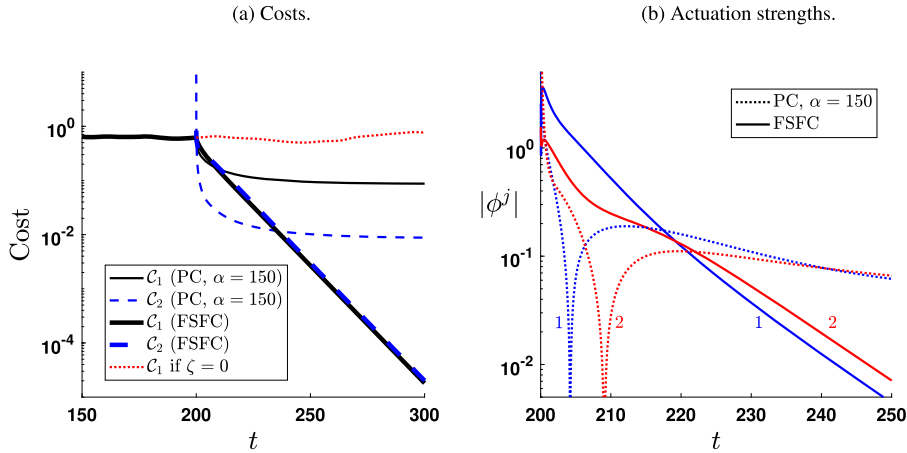 (a) Costs.
(b) Actuation strengths.
Cost
10^0
10^-2
10^-4
150
200
250
300
t
C_1 (PC, α = 150)
C_2 (PC, α = 150)
C_1 (FSFC)
C_2 (FSFC)
C_1 if ζ = 0
|ϕ^j|
10^0
10^-1
10^-2
200
210
220
230
240
250
t
PC, α = 150
FSFC
1
2
1
2